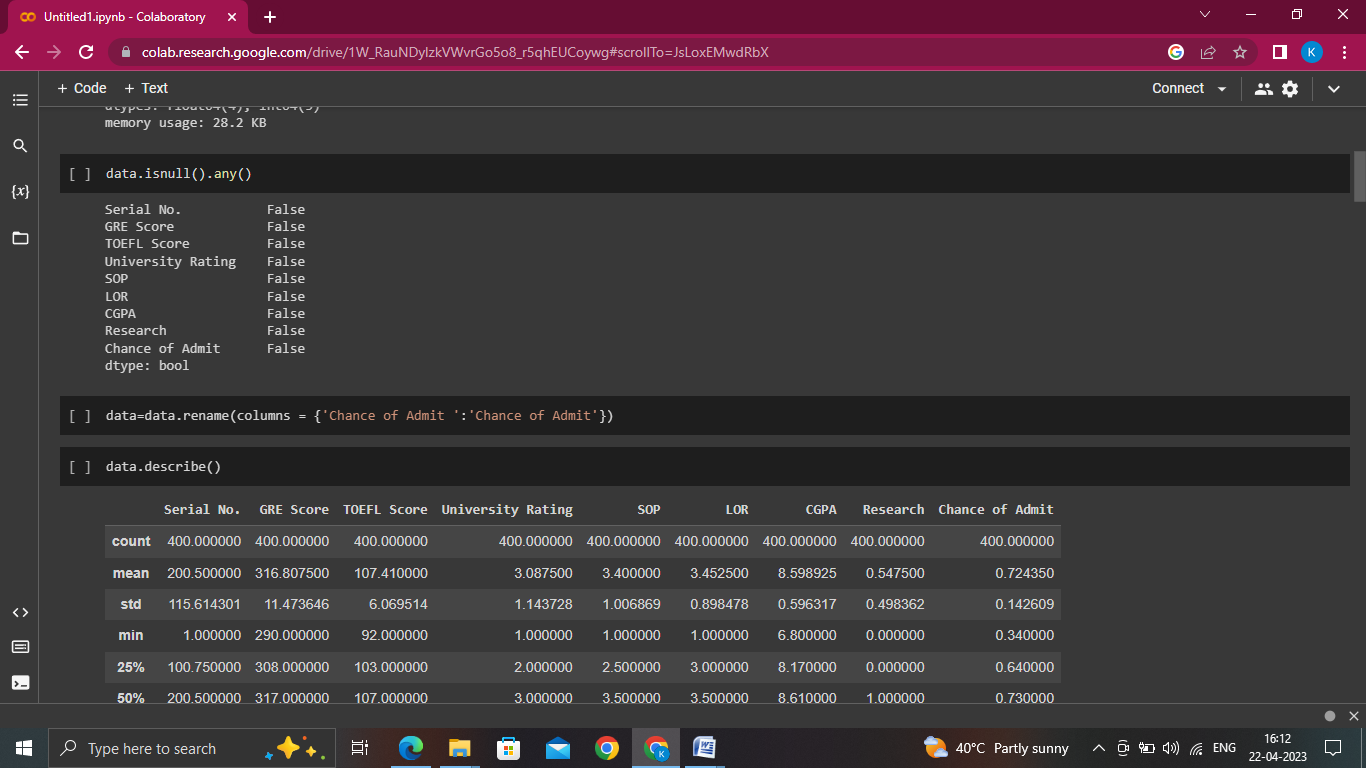 Untitled1.ipynb - Colaboratory
colab.research.google.com/drive/1W_RauNDylzkVWvrGo5o8_r5qhEUCoywg#scrollTo=JsLoxEMwdRbX
K
+ Code + Text
Connect
dtypes: float64(4), int64(5)
memory usage: 28.2 KB
[ ] data.isnull().any()
Serial No. False
GRE Score False
TOEFL Score False
University Rating False
SOP False
LOR False
CGPA False
Research False
Chance of Admit False
dtype: bool
[ ] data=data.rename(columns = {'Chance of Admit ':'Chance of Admit'})
[ ] data.describe()
Serial No. GRE Score TOEFL Score University Rating SOP LOR CGPA Research Chance of Admit
count 400.000000 400.000000 400.000000 400.000000 400.000000 400.000000 400.000000 400.000000 400.000000
mean 200.500000 316.807500 107.410000 3.087500 3.400000 3.452500 8.598925 0.547500 0.724350
std 115.614301 11.473646 6.069514 1.143728 1.006869 0.898478 0.596317 0.498362 0.142609
min 1.000000 290.000000 92.000000 1.000000 1.000000 1.000000 6.800000 0.000000 0.340000
25% 100.750000 308.000000 103.000000 2.000000 2.500000 3.000000 8.170000 0.000000 0.640000
50% 200.500000 317.000000 107.000000 3.000000 3.500000 3.500000 8.610000 1.000000 0.730000
Type here to search
40°C Partly sunny
ENG
16:12
22-04-2023